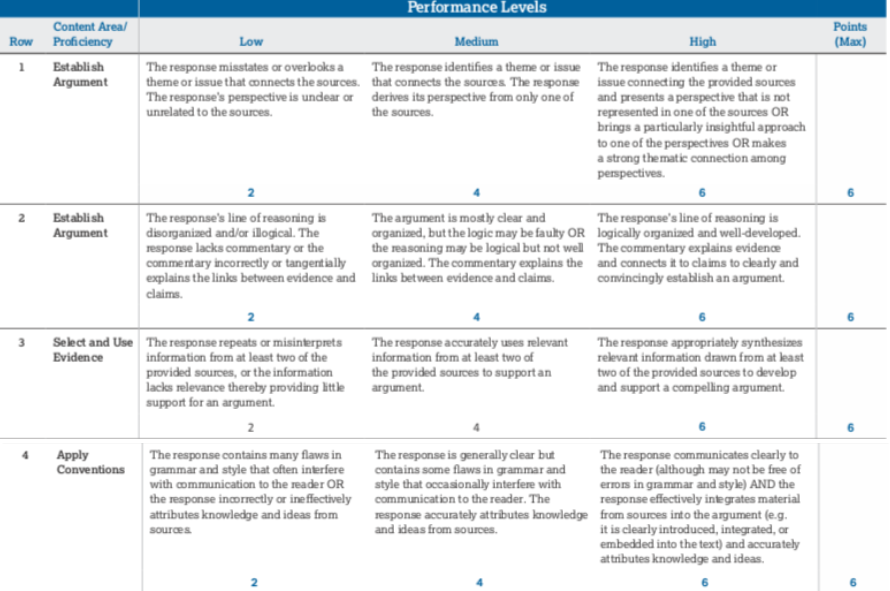 Performance Levels
Row
Content Area/
Proficiency
Low
Medium
High
Points
(Max)
1
Establish
Argument
The response misstates or overlooks a
theme or issue that connects the sources.
The response's perspective is unclear or
unrelated to the sources.
2
The response identifies a theme or issue
that connects the sources. The response
derives its perspective from only one of
the sources.
4
The response identifies a theme or
issue connecting the provided sources
and presents a perspective that is not
represented in one of the sources OR
brings a particularly insightful approach
to one of the perspectives OR makes
a strong thematic connection among
perspectives.
6
6
2
Establish
Argument
The response's line of reasoning is
disorganized and/or illogical. The
response lacks commentary or the
commentary incorrectly or tangentially
explains the links between evidence and
claims.
2
The argument is mostly clear and
organized, but the logic may be faulty OR
the reasoning may be logical but not well
organized. The commentary explains the
links between evidence and claims.
4
The response's line of reasoning is
logically organized and well-developed.
The commentary explains evidence
and connects it to claims to clearly and
convincingly establish an argument.
6
6
3
Select and Use
Evidence
The response repeats or misinterprets
information from at least two of the
provided sources, or the information
lacks relevance thereby providing little
support for an argument.
2
The response accurately uses relevant
information from at least two of
the provided sources to support an
argument.
4
The response appropriately synthesizes
relevant information drawn from at least
two of the provided sources to develop
and support a compelling argument.
6
6
4
Apply
Conventions
The response contains many flaws in
grammar and style that often interfere
with communication to the reader OR
the response incorrectly or ineffectively
attributes knowledge and ideas from
sources.
2
The response is generally clear but
contains some flaws in grammar and
style that occasionally interfere with
communication to the reader. The
response accurately attributes knowledge
and ideas from sources.
4
The response communicates clearly to
the reader (although may not be free of
errors in grammar and style) AND the
response effectively integrates material
from sources into the argument (e.g.
it is clearly introduced, integrated, or
embedded into the text) and accurately
attributes knowledge and ideas.
6
6